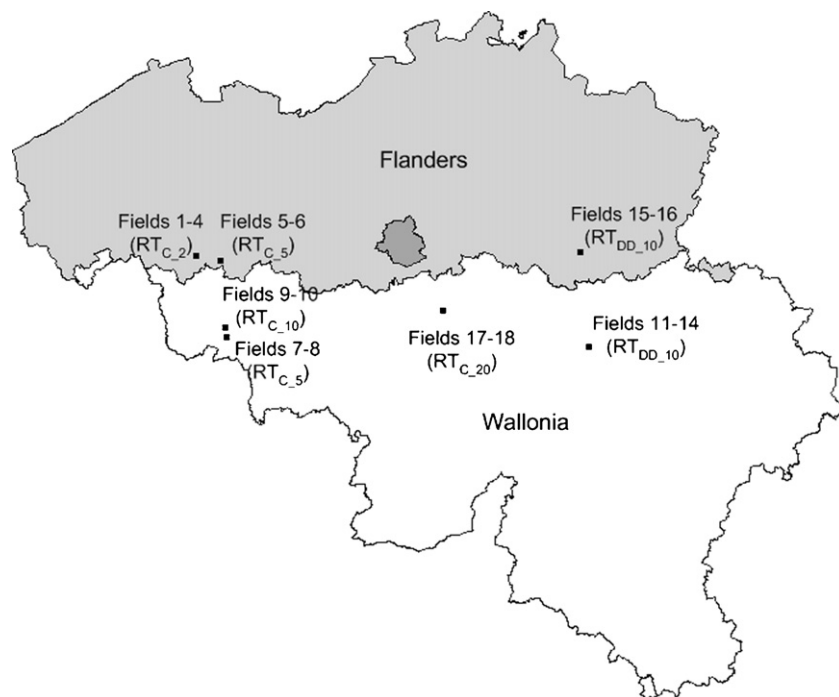 Flanders
Fields 1-4
(RTC_2)
Fields 5-6
(RTC_5)
Fields 15-16
(RTDD_10)
Fields 9-10
(RTC_10)
Fields 7-8
(RTC_5)
Fields 17-18
(RTC_20)
Fields 11-14
(RTDD_10)
Wallonia